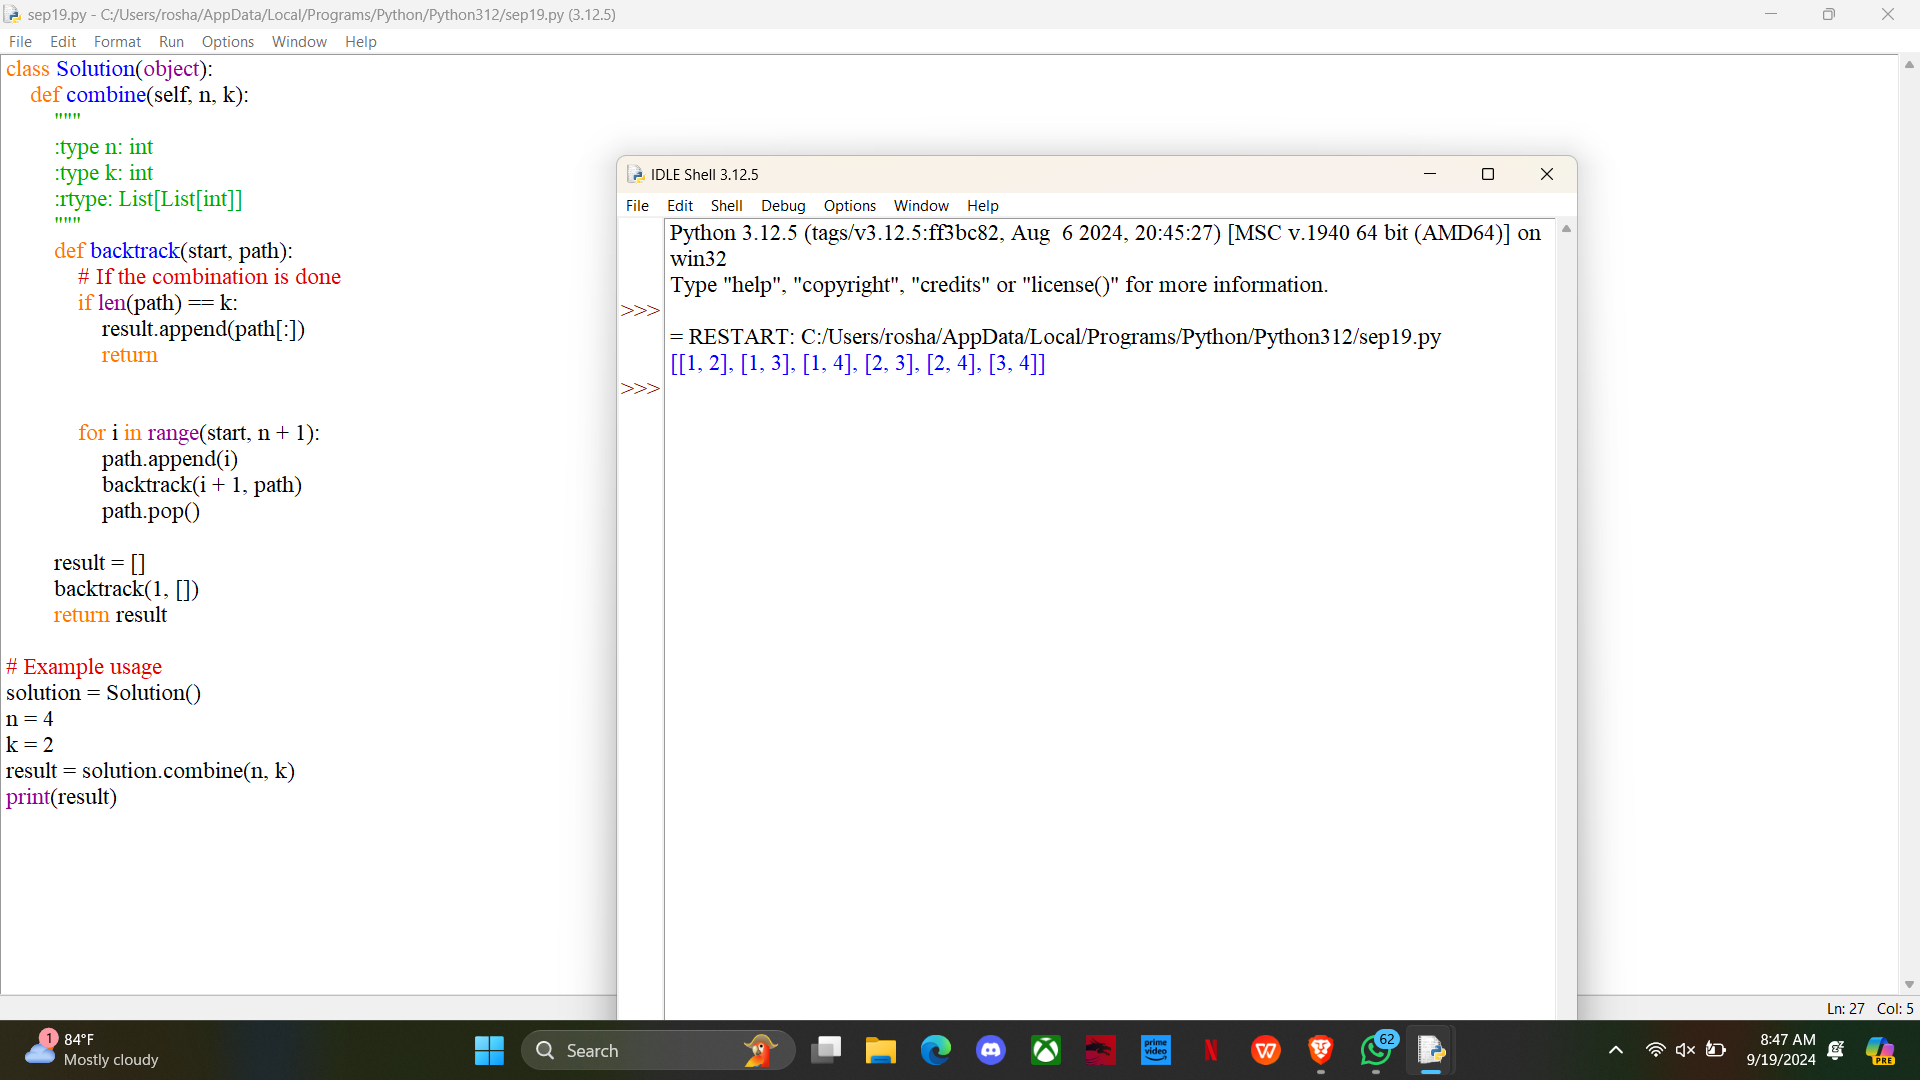 sep19.py - C:/Users/rosha/AppData/Local/Programs/Python/Python312/sep19.py (3.12.5)
File Edit Format Run Options Window Help
class Solution(object):
    def combine(self, n, k):
        """
        :type n: int
        :type k: int
        :rtype: List[List[int]]
        """
        def backtrack(start, path):
            # If the combination is done
            if len(path) == k:
                result.append(path[:])
                return
            for i in range(start, n + 1):
                path.append(i)
                backtrack(i + 1, path)
                path.pop()
        result = []
        backtrack(1, [])
        return result
# Example usage
solution = Solution()
n = 4
k = 2
result = solution.combine(n, k)
print(result)
IDLE Shell 3.12.5
File Edit Shell Debug Options Window Help
Python 3.12.5 (tags/v3.12.5:ff3bc82, Aug  6 2024, 20:45:27) [MSC v.1940 64 bit (AMD64)] on
win32
Type "help", "copyright", "credits" or "license()" for more information.
>>>
= RESTART: C:/Users/rosha/AppData/Local/Programs/Python/Python312/sep19.py
[[1, 2], [1, 3], [1, 4], [2, 3], [2, 4], [3, 4]]
>>>
Ln: 27 Col: 5
1
84°F
Mostly cloudy
Search
prime video
N
W
62
8:47 AM
9/19/2024
PRE